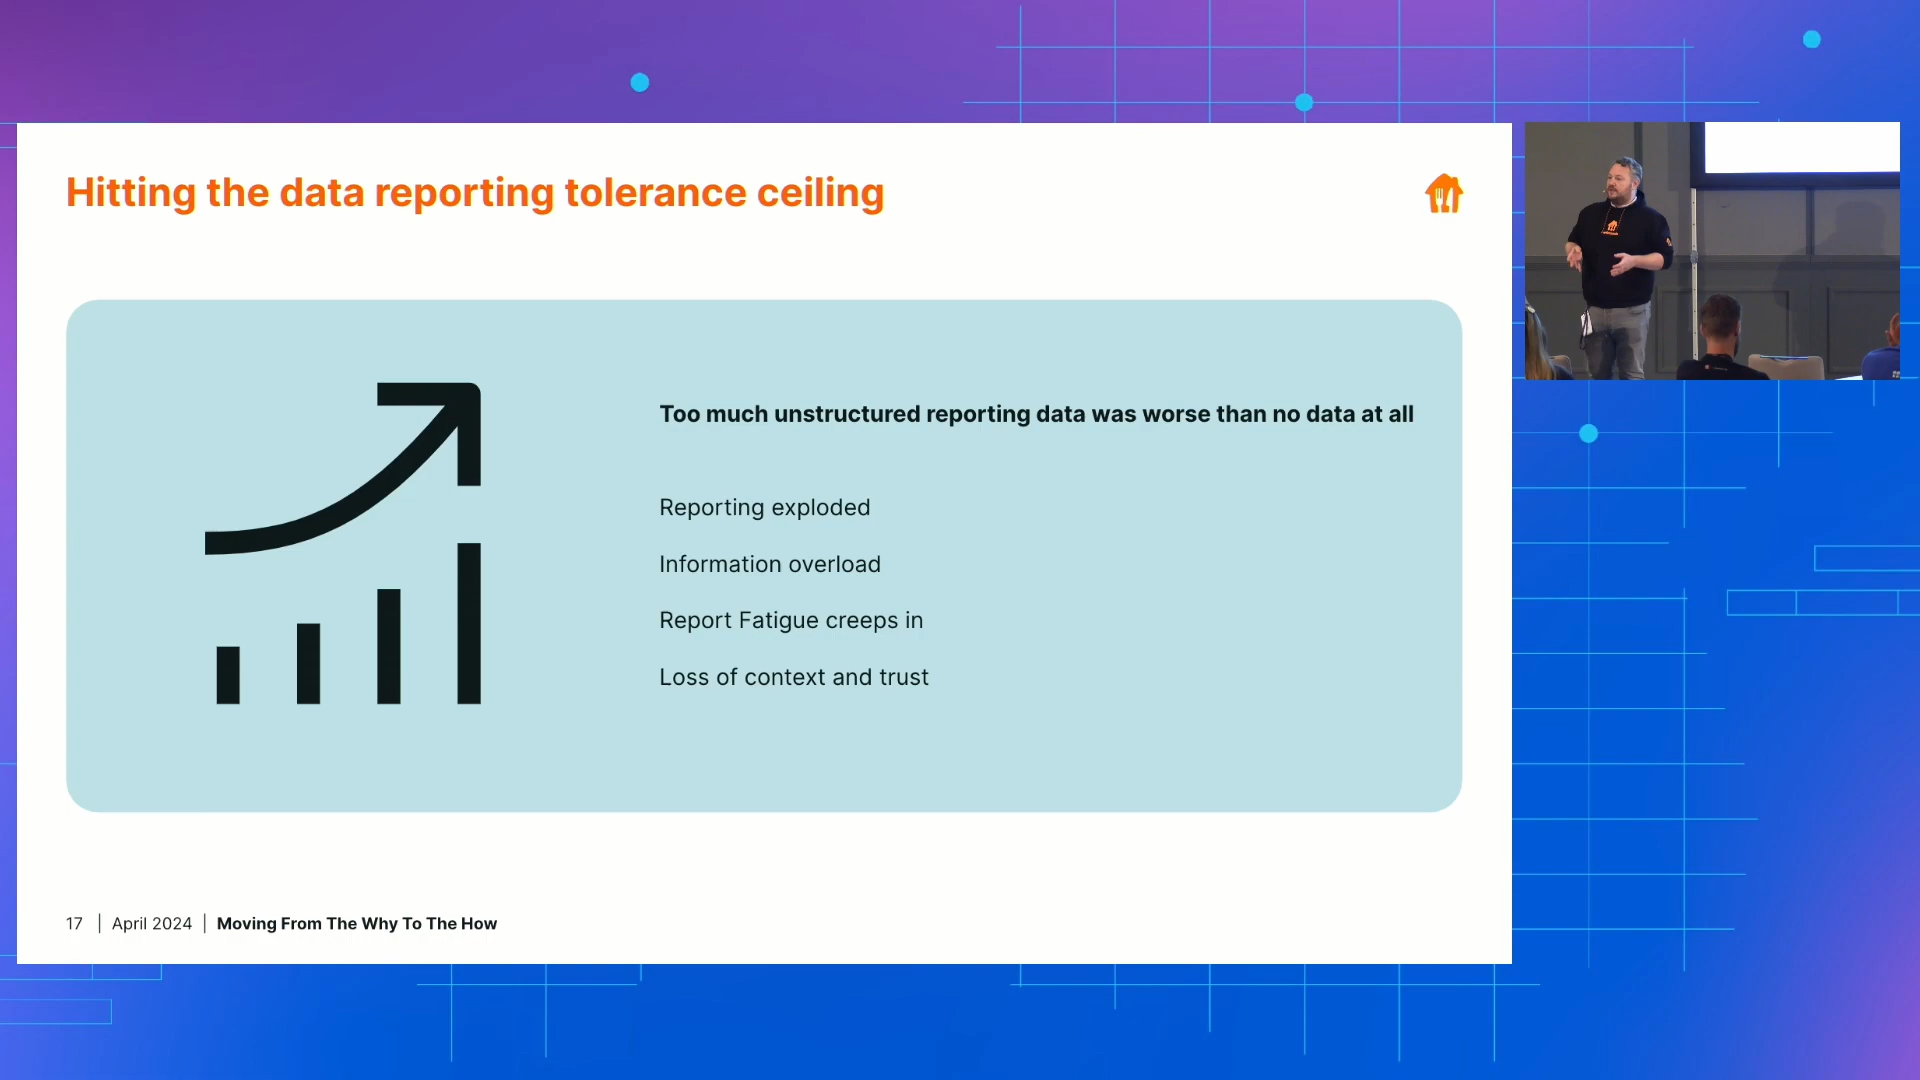 Hitting the data reporting tolerance ceiling
Too much unstructured reporting data was worse than no data at all
Reporting exploded
Information overload
Report Fatigue creeps in
Loss of context and trust
17 | April 2024 | Moving From The Why To The How